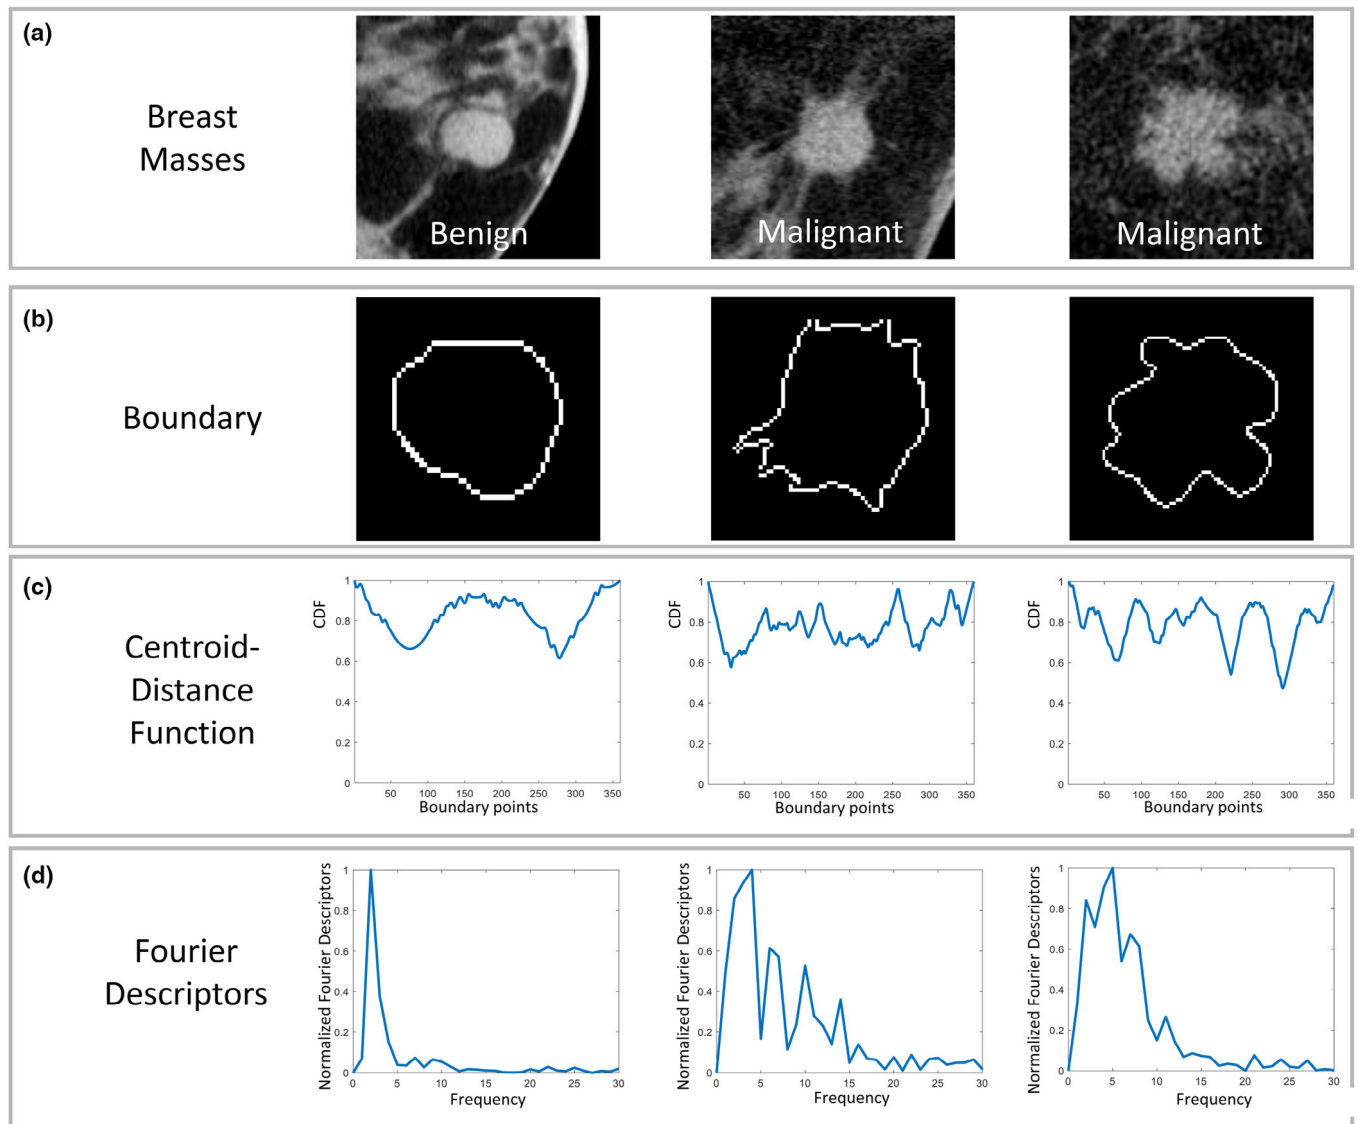 (a)
Breast
Masses
Benign
Malignant
Malignant
(b)
Boundary
(c)
Centroid-
Distance
Function
CDF
1
0.8
0.6
0.4
0.2
0
50 100 150 200 250 300 350
Boundary points
CDF
1
0.8
0.6
0.4
0.2
0
50 100 150 200 250 300 350
Boundary points
CDF
1
0.8
0.6
0.4
0.2
0
50 100 150 200 250 300 350
Boundary points
(d)
Fourier
Descriptors
Normalized Fourier Descriptors
1
0.8
0.6
0.4
0.2
0
0 5 10 15 20 25 30
Frequency
Normalized Fourier Descriptors
1
0.8
0.6
0.4
0.2
0
0 5 10 15 20 25 30
Frequency
Normalized Fourier Descriptors
1
0.8
0.6
0.4
0.2
0
0 5 10 15 20 25 30
Frequency